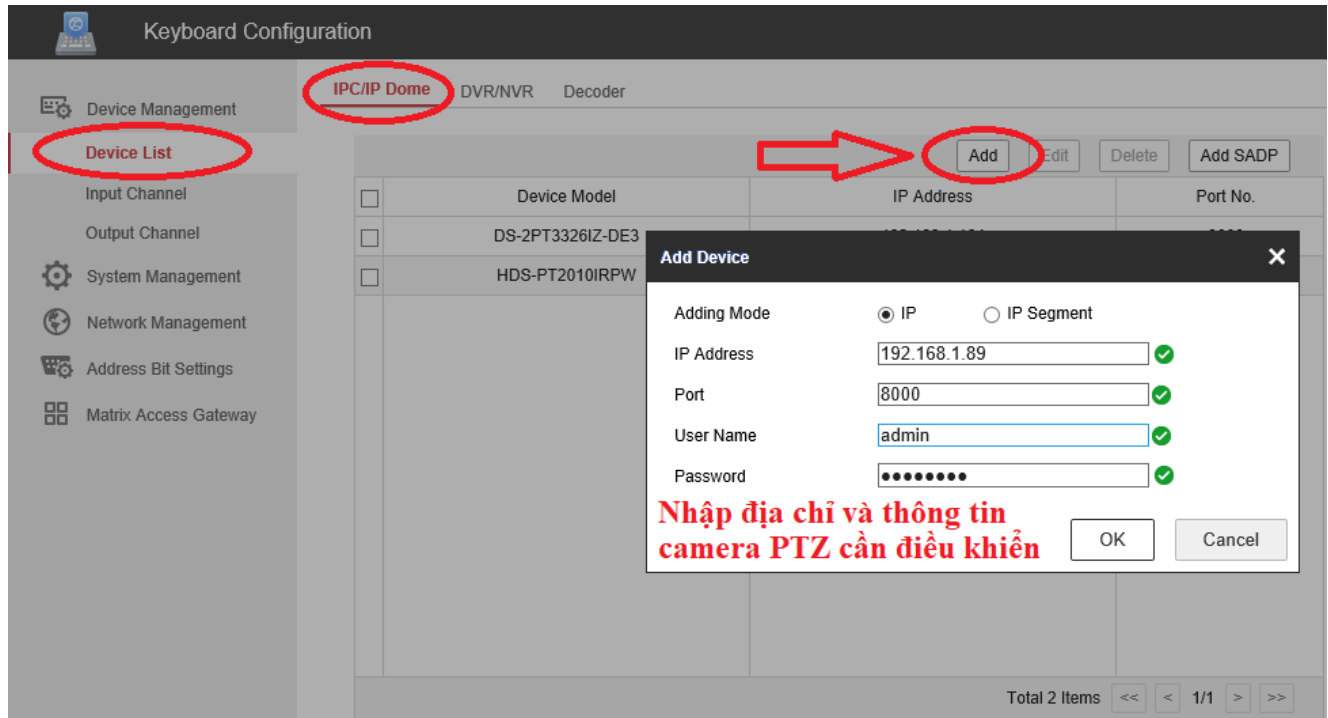 Keyboard Configuration
Device Management
Device List
Input Channel
Output Channel
System Management
Network Management
Address Bit Settings
Matrix Access Gateway
IPC/IP Dome DVR/NVR Decoder
Add Edit Delete Add SADP
Device Model IP Address Port No.
DS-2PT3326IZ-DE3
HDS-PT2010IRPW
Add Device
Adding Mode IP IP Segment
IP Address 192.168.1.89
Port 8000
User Name admin
Password ●●●●●●●●
Nhập địa chỉ và thông tin
camera PTZ cần điều khiển
OK Cancel
Total 2 Items << < 1/1 > >>